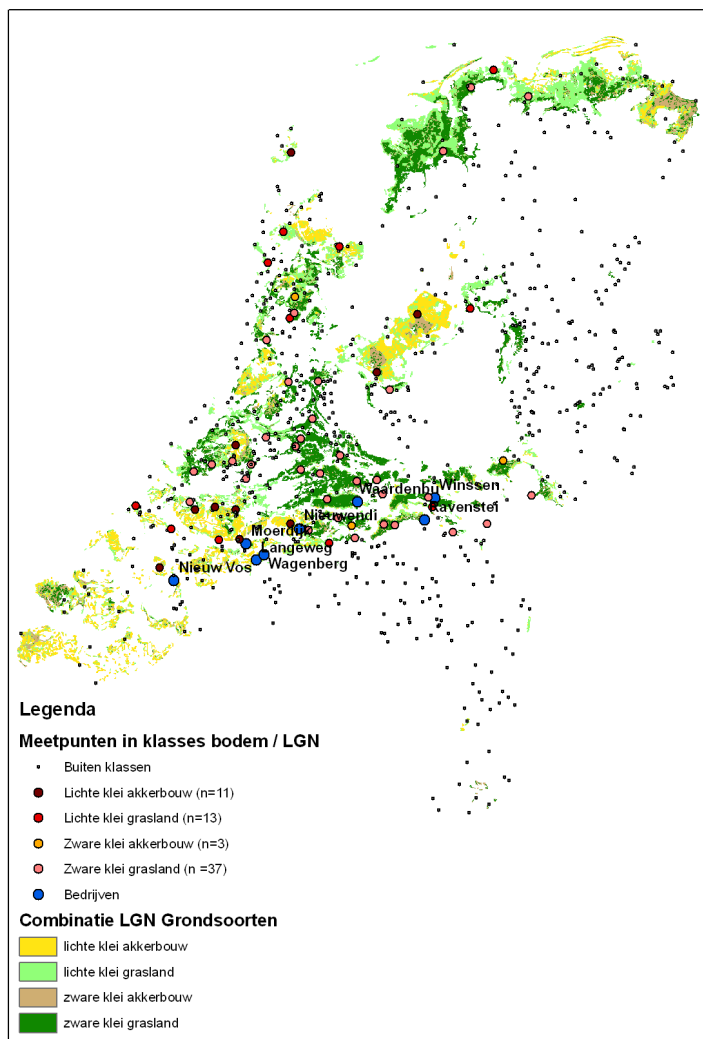 Winssen
Waardenbu
Ravenstei
Nieuwendi
Moerdijk
Langeweg
Wagenberg
Nieuw Vos
Legenda
Meetpunten in klasses bodem / LGN
Buiten klassen
Lichte klei akkerbouw (n=11)
Lichte klei grasland (n=13)
Zware klei akkerbouw (n=3)
Zware klei grasland (n =37)
Bedrijven
Combinatie LGN Grondsoorten
lichte klei akkerbouw
lichte klei grasland
zware klei akkerbouw
zware klei grasland